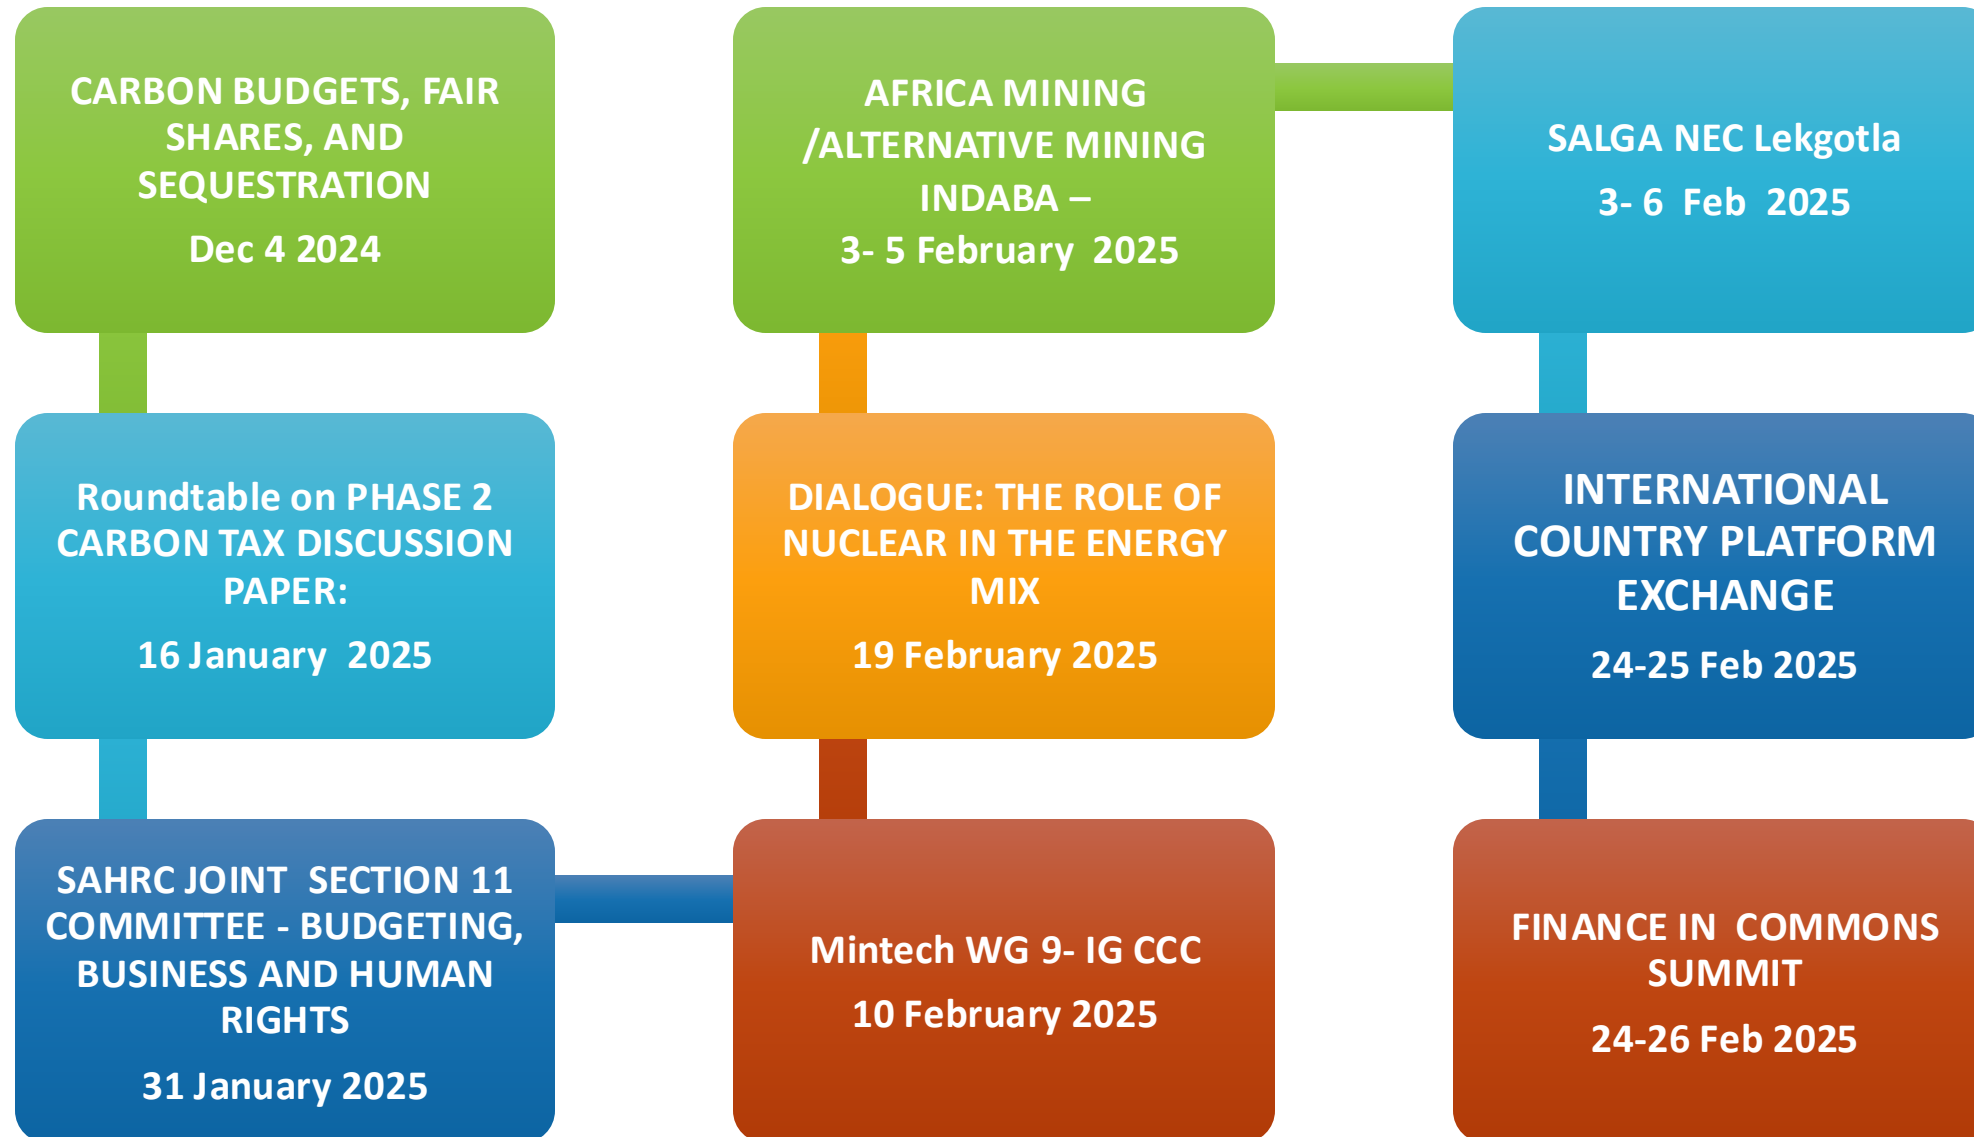 CARBON BUDGETS, FAIR
SHARES, AND
SEQUESTRATION
Dec 4 2024
Roundtable on PHASE 2
CARBON TAX DISCUSSION
PAPER:
16 January 2025
SAHRC JOINT SECTION 11
COMMITTEE - BUDGETING,
BUSINESS AND HUMAN
RIGHTS
31 January 2025
Mintech WG 9- IG CCC
10 February 2025
DIALOGUE: THE ROLE OF
NUCLEAR IN THE ENERGY
MIX
19 February 2025
AFRICA MINING
/ALTERNATIVE MINING
INDABA –
3- 5 February 2025
SALGA NEC Lekgotla
3- 6 Feb 2025
INTERNATIONAL
COUNTRY PLATFORM
EXCHANGE
24-25 Feb 2025
FINANCE IN COMMONS
SUMMIT
24-26 Feb 2025